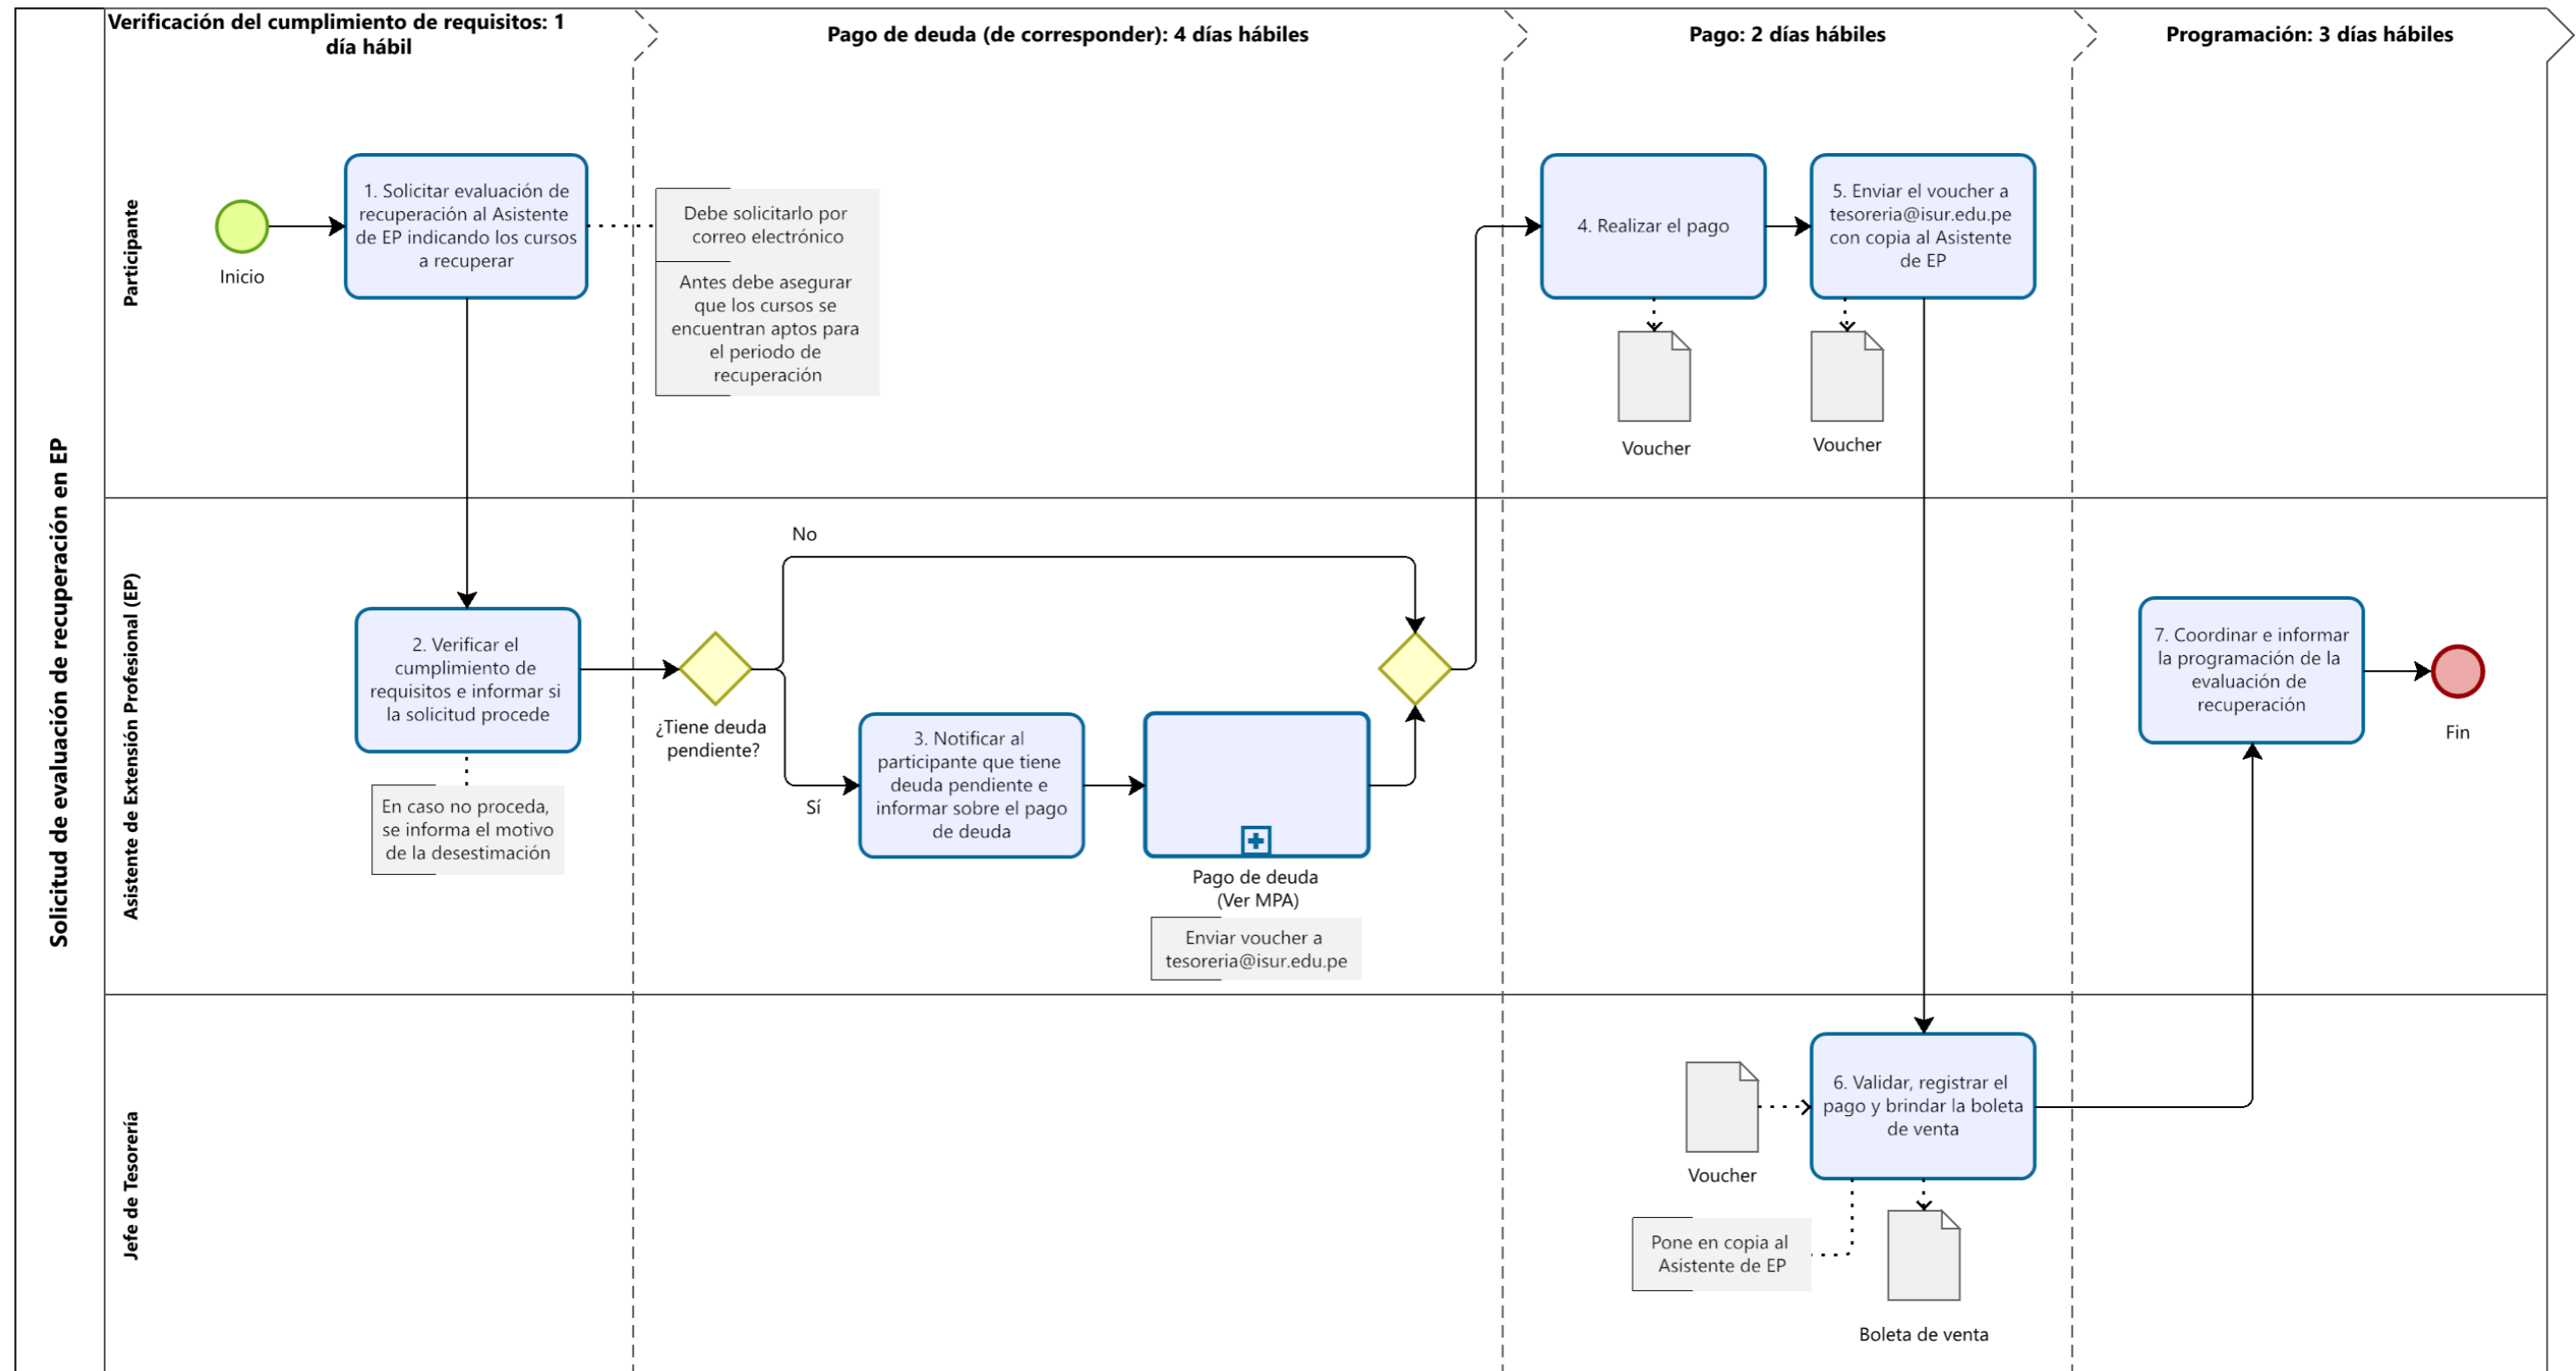 Solicitud de evaluación de recuperación en EP
Verificación del cumplimiento de requisitos: 1
día hábil
Pago de deuda (de corresponder): 4 días hábiles
Pago: 2 días hábiles
Programación: 3 días hábiles
Participante
Inicio
1. Solicitar evaluación de
recuperación al Asistente
de EP indicando los cursos
a recuperar
Debe solicitarlo por
correo electrónico
Antes debe asegurar
que los cursos se
encuentran aptos para
el periodo de
recuperación
4. Realizar el pago
Voucher
5. Enviar el voucher a
tesoreria@isur.edu.pe
con copia al Asistente
de EP
Voucher
Asistente de Extensión Profesional (EP)
2. Verificar el
cumplimiento de
requisitos e informar si
la solicitud procede
En caso no proceda,
se informa el motivo
de la desestimación
¿Tiene deuda
pendiente?
No
Sí
3. Notificar al
participante que tiene
deuda pendiente e
informar sobre el pago
de deuda
Pago de deuda
(Ver MPA)
Enviar voucher a
tesoreria@isur.edu.pe
7. Coordinar e informar
la programación de la
evaluación de
recuperación
Fin
Jefe de Tesorería
Voucher
6. Validar, registrar el
pago y brindar la boleta
de venta
Pone en copia al
Asistente de EP
Boleta de venta